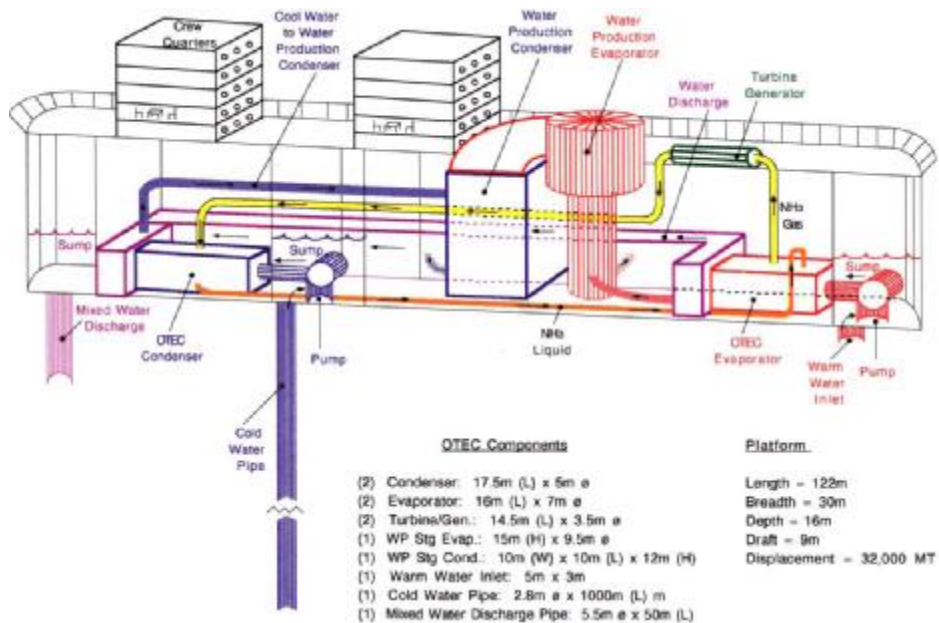 Crew
Quarters
Cool Water
to Water
Production
Condenser
Water
Production
Condenser
Water
Production
Evaporator
Water
Discharge
Turbine
Generator
NH₃
Gas
Sump
Sump
Mixed Water
Discharge
OTEC
Condenser
Pump
NH₃
Liquid
OTEC
Evaporator
Warm
Water
Inlet
Pump
Cold
Water
Pipe
OTEC Components
(2) Condenser: 17.5m (L) x 5m ø
(2) Evaporator: 16m (L) x 7m ø
(2) Turbine/Gen.: 14.5m (L) x 3.5m ø
(1) WP Stg Evap.: 15m (H) x 9.5m ø
(1) WP Stg Cond.: 10m (W) x 10m (L) x 12m (H)
(1) Warm Water Inlet: 5m x 3m
(1) Cold Water Pipe: 2.8m ø x 1000m (L) m
(1) Mixed Water Discharge Pipe: 5.5m ø x 50m (L)
Platform
Length = 122m
Breadth = 30m
Depth = 16m
Draft = 9m
Displacement = 32,000 MT